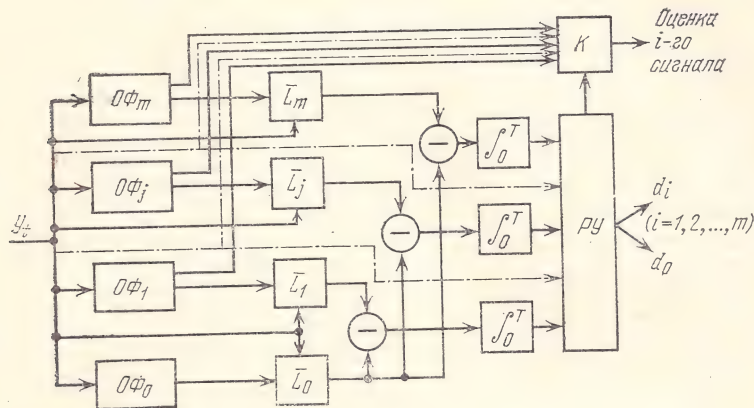 Оценка
i-го
сигнала
К
ОФm
L̅m
− ∫₀ᵀ
ОФj
L̅j
− ∫₀ᵀ
РУ
di
(i=1,2,...,m)
d0
yt
ОФ1
L̅1
− ∫₀ᵀ
ОФ0
L̅0